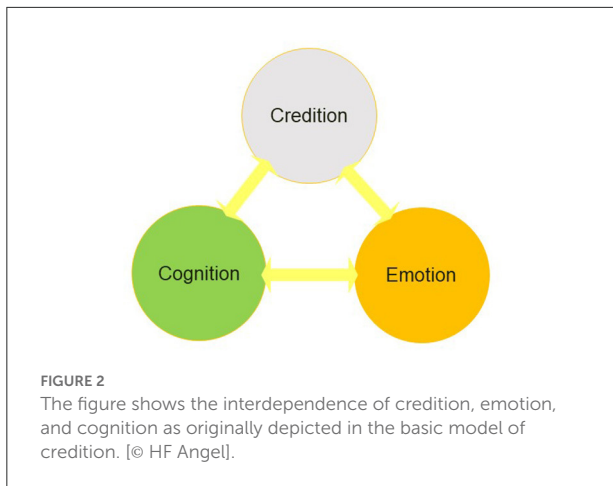 Credition
Cognition
Emotion
FIGURE 2
The figure shows the interdependence of credition, emotion,
and cognition as originally depicted in the basic model of
credition. [© HF Angel].